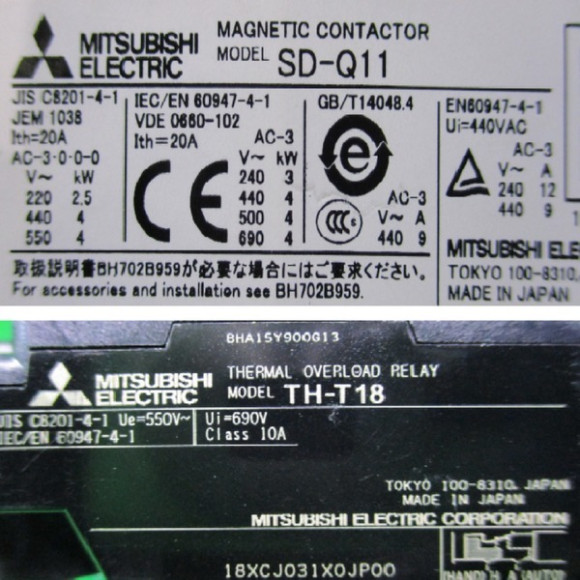 MITSUBISHI
ELECTRIC
MAGNETIC CONTACTOR
MODEL SD-Q11
JIS C8201-4-1
JEM 1038
Ith=20A
AC-3·0·0·0
V~ kW
220 2.5
440 4
550 4
IEC/EN 60947-4-1
VDE 0660-102
Ith=20A
AC-3
V~ kW
240 3
440 4
500 4
690 4
CE
GB/T14048.4
e
CCC
AC-3
V~ A
440 9
EN60947-4-1
Ui=440VAC
AC-3
V~ A
240 12
440 9
取扱説明書BH702B959が必要な場合にはご要求ください。
For accessories and installation see BH702B959.
MITSUBISHI ELE
TOKYO 100-8310,
MADE IN JAPAN
BHA15Y900G13
MITSUBISHI
ELECTRIC
THERMAL OVERLOAD RELAY
MODEL TH-T18
JIS C8201-4-1 Ue=550V~
IEC/EN 60947-4-1
Ui=690V
Class 10A
TOKYO 100-8310, JAPAN
MADE IN JAPAN
MITSUBISHI ELECTRIC CORPORATION
18XCJ031X0JP00